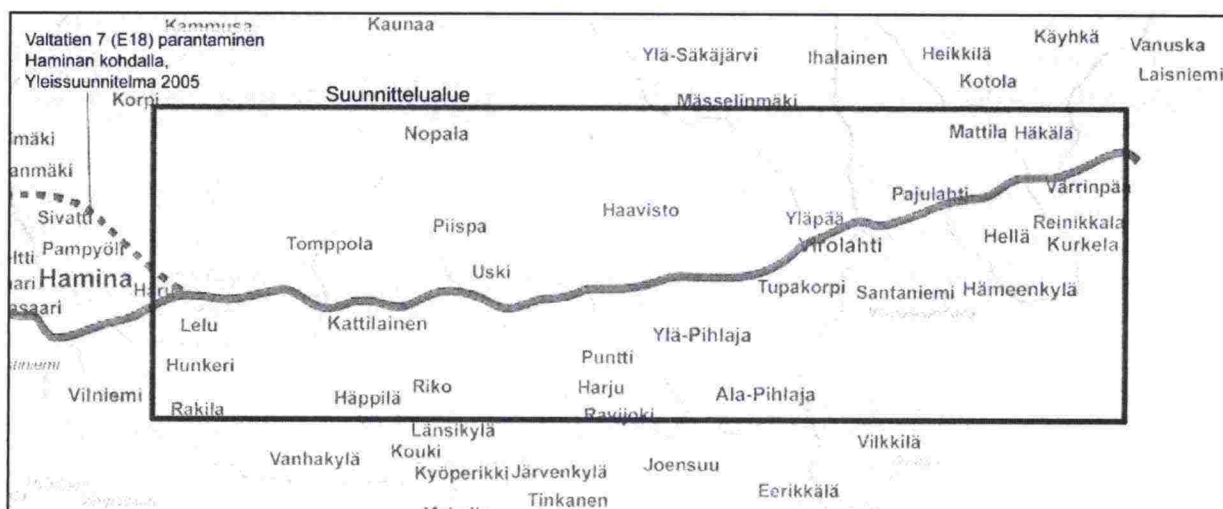 Kammusa
Kaunaa
Käyhkä
Vanuska
Valtatien 7 (E18) parantaminen
Haminan kohdalla,
Yleissuunnitelma 2005
Ylä-Säkäjärvi
Ihalainen
Heikkilä
Laisniemi
Kotola
Korpi
Suunnittelualue
Mässelinmäki
Nopala
Mattila Häkälä
Värrinpää
Pajulahti
Haavisto
Sivatti
Yläpää
Reinikkala
Piispa
Hellä
Kurkela
Tomppola
Virolahti
Pampyöli
Uski
Hamina
Tupakorpi
Santaniemi
Hämeenkylä
Lelu
Kattilainen
Ylä-Pihlaja
Puntti
Hunkeri
Riko
Harju
Vilniemi
Häppilä
Ala-Pihlaja
Rakila
Ravijoki
Länsikylä
Vilkkilä
Kouki
Vanhakylä
Joensuu
Kyöperikki
Järvenkylä
Eerikkälä
Tinkanen